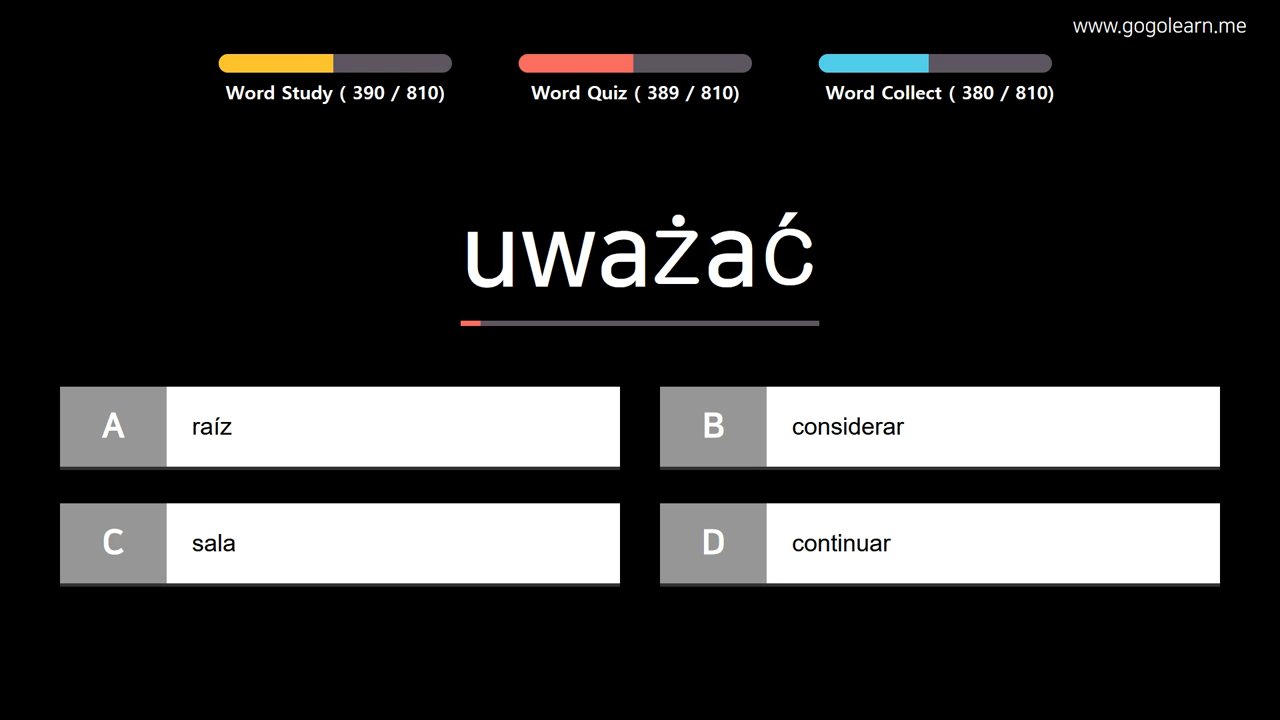 www.gogolearn.me
Word Study ( 390 / 810)
Word Quiz ( 389 / 810)
Word Collect ( 380 / 810)
uważać
A raíz
B considerar
C sala
D continuar